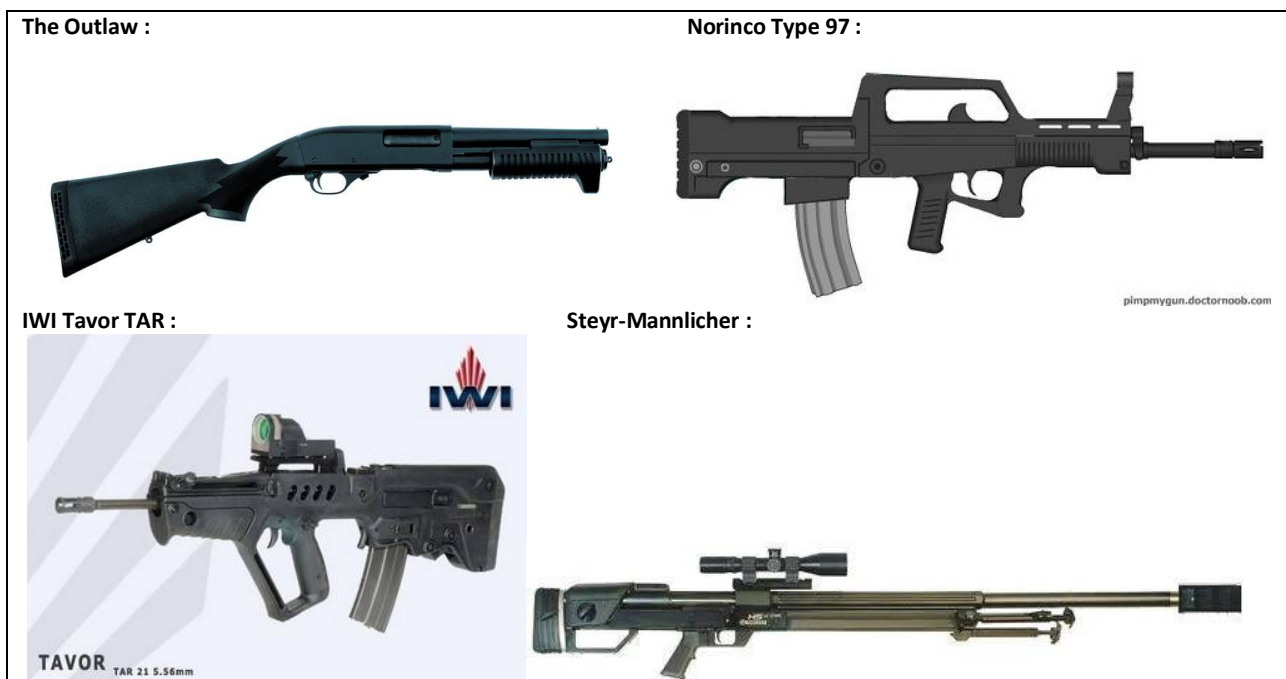 The Outlaw :
Norinco Type 97 :
pimpmygun.doctornoob.com
IWI Tavor TAR :
Steyr-Mannlicher :
IWI
TAVOR TAR 21 5.56mm